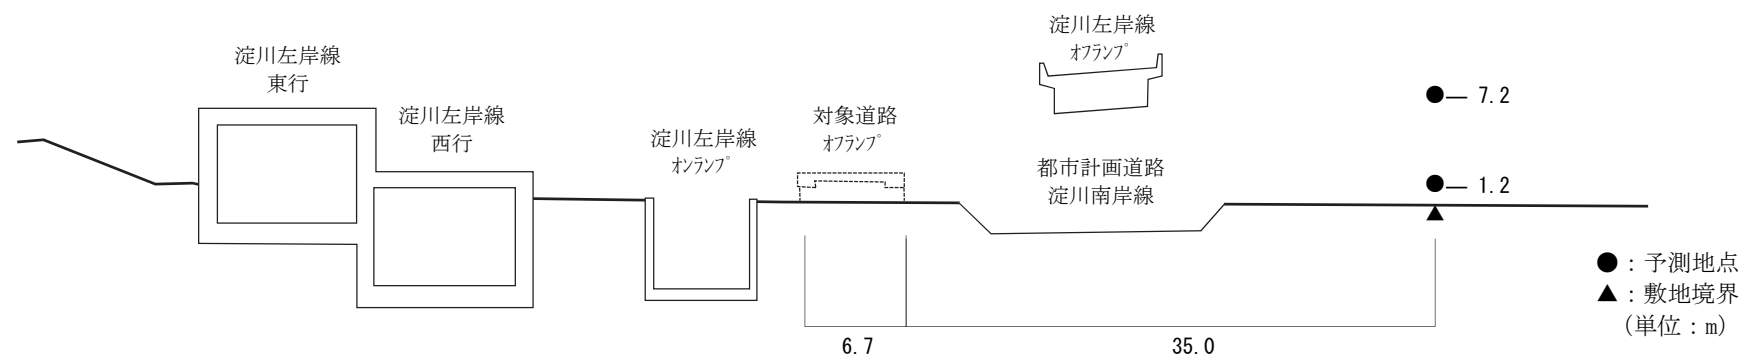 淀川左岸線
東行
淀川左岸線
西行
淀川左岸線
ｵﾝﾗﾝﾌﾟ
対象道路
ｵﾌﾗﾝﾌﾟ
淀川左岸線
ｵﾌﾗﾝﾌﾟ
都市計画道路
淀川南岸線
7.2
1.2
●：予測地点
▲：敷地境界
（単位：m）
6.7
35.0